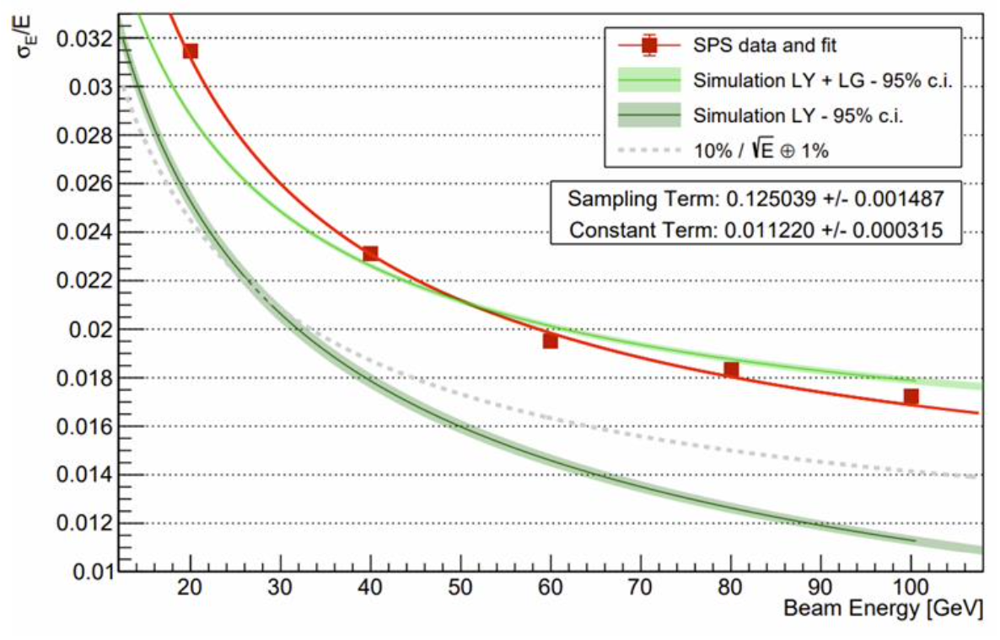 σE/E
0.032
0.03
0.028
0.026
0.024
0.022
0.02
0.018
0.016
0.014
0.012
0.01
SPS data and fit
Simulation LY + LG - 95% c.i.
Simulation LY - 95% c.i.
10% / √E ⊕ 1%
Sampling Term: 0.125039 +/- 0.001487
Constant Term: 0.011220 +/- 0.000315
20 30 40 50 60 70 80 90 100
Beam Energy [GeV]